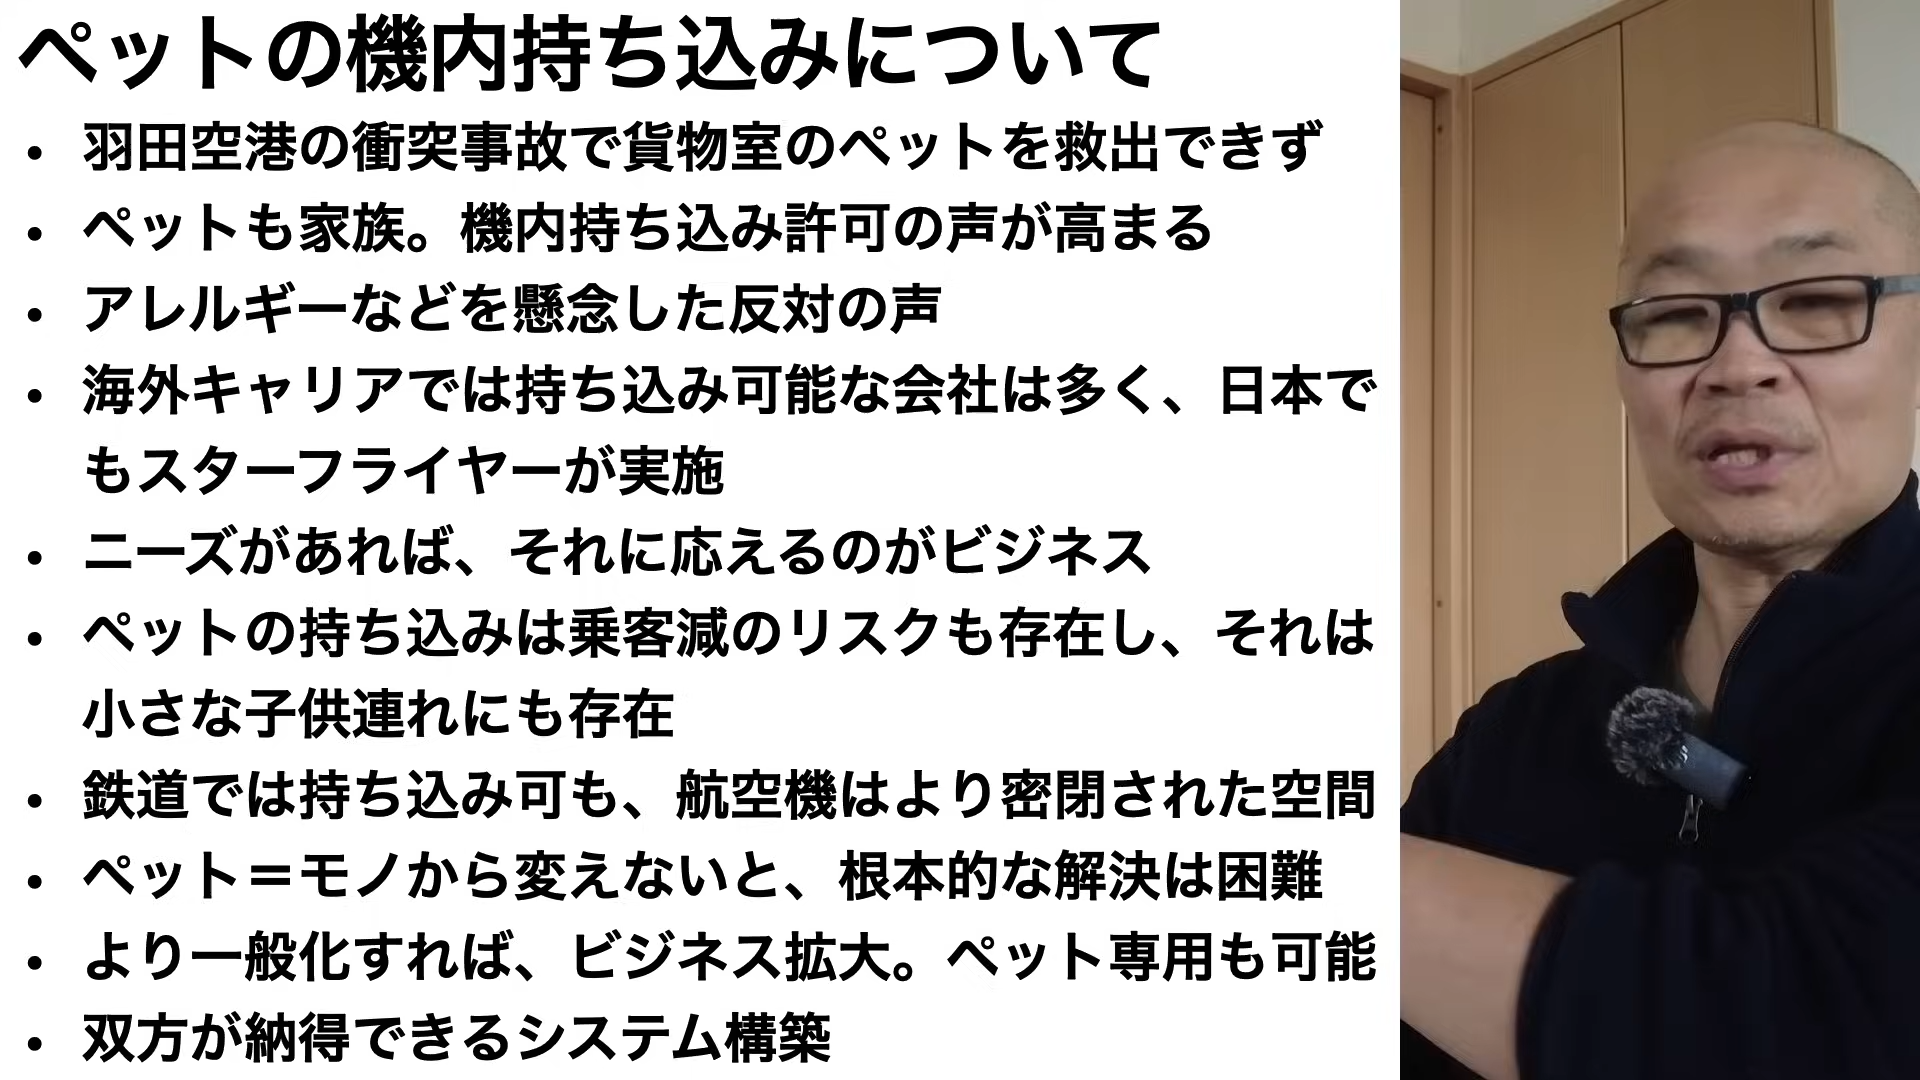 ペットの機内持ち込みについて
• 羽田空港の衝突事故で貨物室のペットを救出できず
• ペットも家族。機内持ち込み許可の声が高まる
• アレルギーなどを懸念した反対の声
• 海外キャリアでは持ち込み可能な会社は多く、日本で
もスターフライヤーが実施
• ニーズがあれば、それに応えるのがビジネス
• ペットの持ち込みは乗客減のリスクも存在し、それは
小さな子供連れにも存在
• 鉄道では持ち込み可も、航空機はより密閉された空間
• ペット＝モノから変えないと、根本的な解決は困難
• より一般化すれば、ビジネス拡大。ペット専用も可能
• 双方が納得できるシステム構築